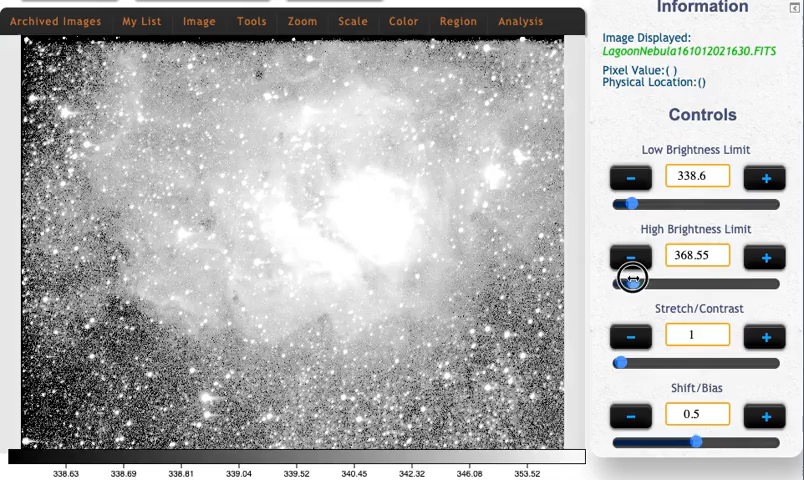 Archived Images My List Image Tools Zoom Scale Color Region Analysis
338.63 338.69 338.81 339.04 339.52 340.45 342.32 346.08 353.52
Information
Image Displayed:
LagoonNebula161012021630.FITS
Pixel Value:( )
Physical Location:()
Controls
Low Brightness Limit
- 338.6 +
High Brightness Limit
- 368.55 +
Stretch/Contrast
- 1 +
Shift/Bias
- 0.5 +